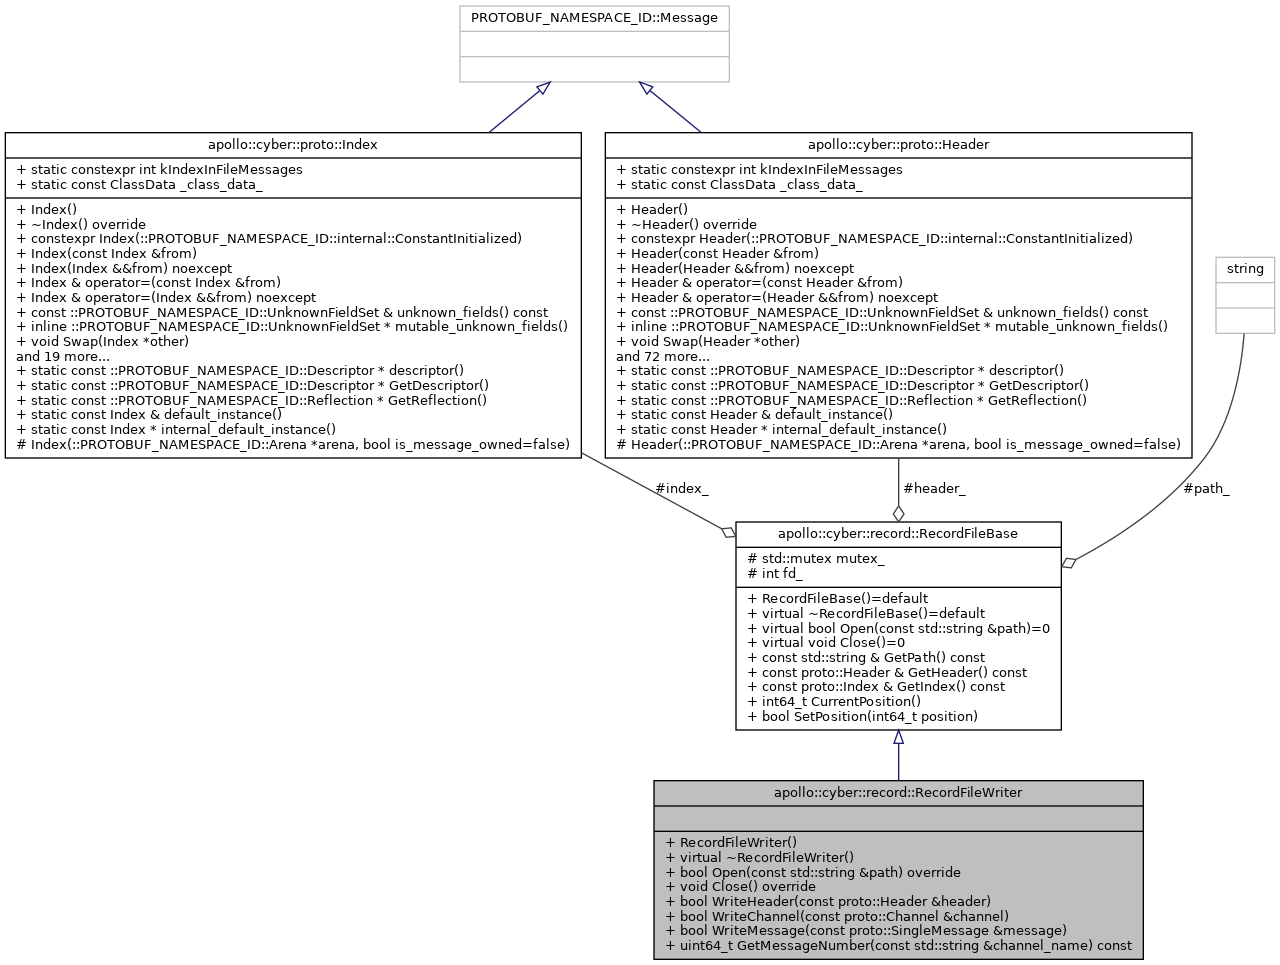 PROTOBUF_NAMESPACE_ID::Message
apollo::cyber::proto::Index
+ static constexpr int kIndexInFileMessages
+ static const ClassData _class_data_
+ Index()
+ ~Index() override
+ constexpr Index(::PROTOBUF_NAMESPACE_ID::internal::ConstantInitialized)
+ Index(const Index &from)
+ Index(Index &&from) noexcept
+ Index & operator=(const Index &from)
+ Index & operator=(Index &&from) noexcept
+ const ::PROTOBUF_NAMESPACE_ID::UnknownFieldSet & unknown_fields() const
+ inline ::PROTOBUF_NAMESPACE_ID::UnknownFieldSet * mutable_unknown_fields()
+ void Swap(Index *other)
and 19 more...
+ static const ::PROTOBUF_NAMESPACE_ID::Descriptor * descriptor()
+ static const ::PROTOBUF_NAMESPACE_ID::Descriptor * GetDescriptor()
+ static const ::PROTOBUF_NAMESPACE_ID::Reflection * GetReflection()
+ static const Index & default_instance()
+ static const Index * internal_default_instance()
# Index(::PROTOBUF_NAMESPACE_ID::Arena *arena, bool is_message_owned=false)
apollo::cyber::proto::Header
+ static constexpr int kIndexInFileMessages
+ static const ClassData _class_data_
+ Header()
+ ~Header() override
+ constexpr Header(::PROTOBUF_NAMESPACE_ID::internal::ConstantInitialized)
+ Header(const Header &from)
+ Header(Header &&from) noexcept
+ Header & operator=(const Header &from)
+ Header & operator=(Header &&from) noexcept
+ const ::PROTOBUF_NAMESPACE_ID::UnknownFieldSet & unknown_fields() const
+ inline ::PROTOBUF_NAMESPACE_ID::UnknownFieldSet * mutable_unknown_fields()
+ void Swap(Header *other)
and 72 more...
+ static const ::PROTOBUF_NAMESPACE_ID::Descriptor * descriptor()
+ static const ::PROTOBUF_NAMESPACE_ID::Descriptor * GetDescriptor()
+ static const ::PROTOBUF_NAMESPACE_ID::Reflection * GetReflection()
+ static const Header & default_instance()
+ static const Header * internal_default_instance()
# Header(::PROTOBUF_NAMESPACE_ID::Arena *arena, bool is_message_owned=false)
string
#index_
#header_
#path_
apollo::cyber::record::RecordFileBase
# std::mutex mutex_
# int fd_
+ RecordFileBase()=default
+ virtual ~RecordFileBase()=default
+ virtual bool Open(const std::string &path)=0
+ virtual void Close()=0
+ const std::string & GetPath() const
+ const proto::Header & GetHeader() const
+ const proto::Index & GetIndex() const
+ int64_t CurrentPosition()
+ bool SetPosition(int64_t position)
apollo::cyber::record::RecordFileWriter
+ RecordFileWriter()
+ virtual ~RecordFileWriter()
+ bool Open(const std::string &path) override
+ void Close() override
+ bool WriteHeader(const proto::Header &header)
+ bool WriteChannel(const proto::Channel &channel)
+ bool WriteMessage(const proto::SingleMessage &message)
+ uint64_t GetMessageNumber(const std::string &channel_name) const